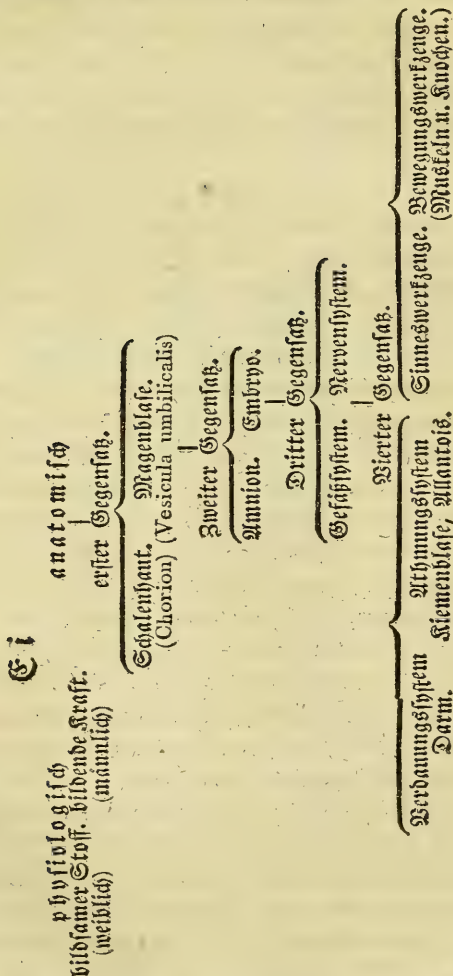 Ei
physiologisch anatomisch
bildsamer Stoff. bildende Kraft. erster Gegensatz.
(weiblich) (männlich)
Schalenhaut. Magenblase.
(Chorion) (Vesicula umbilicalis)
Zweiter Gegensatz.
Amnion. Embryo.
Dritter Gegensatz.
Gefäßsystem. Nervensystem.
Vierter Gegensatz.
Verdauungssystem Athmungssystem Sinneswerkzeuge. Bewegungswerkzeuge.
Darm. Kiemenblase, Allantois. (Muskeln u. Knochen.)